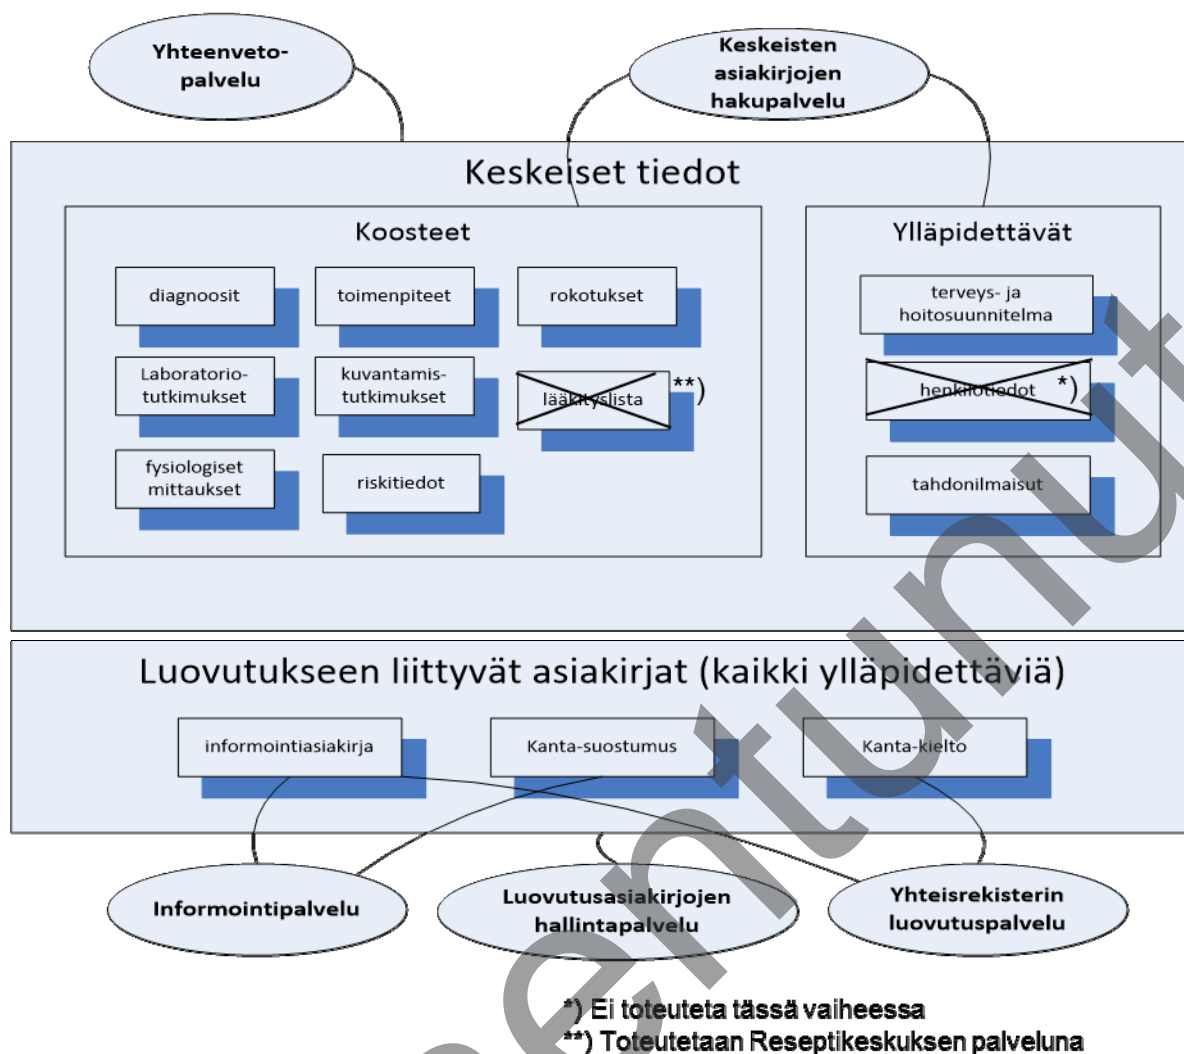 Yhteenveto-
palvelu
Keskeisten
asiakirjojen
hakupalvelu
Keskeiset tiedot
Koosteet
diagnoosit
toimenpiteet
rokotukset
Laboratorio-
tutkimukset
kuvantamis-
tutkimukset
lääkityslista
**)
fysiologiset
mittaukset
riskitiedot
Ylläpidettävät
terveys- ja
hoitosuunnitelma
henkilötiedot
*)
tahdonilmaisut
Luovutukseen liittyvät asiakirjat (kaikki ylläpidettäviä)
informointiasiakirja
Kanta-suostumus
Kanta-kielto
Informointipalvelu
Luovutusasiakirjojen
hallintapalvelu
Yhteisrekisterin
luovutuspalvelu
*) Ei toteuteta tässä vaiheessa
**) Toteutetaan Reseptikeskuksen palveluna
entunut